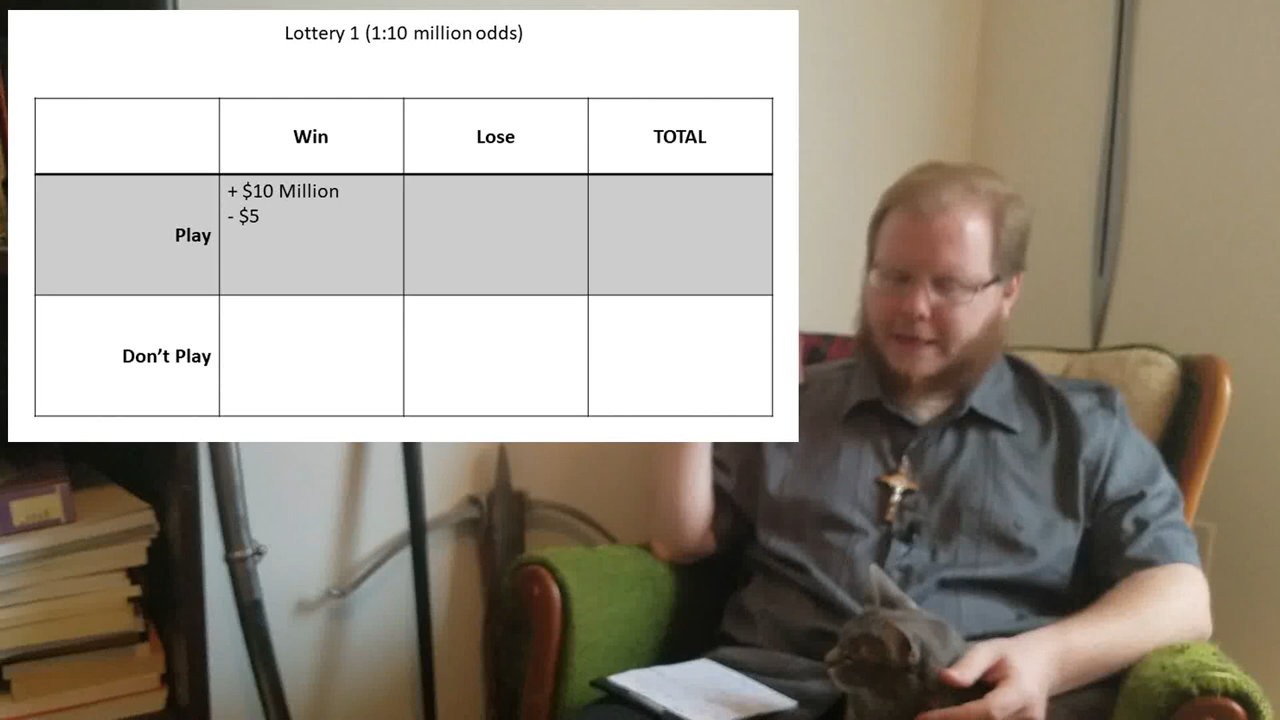 Lottery 1 (1:10 million odds)
Win Lose TOTAL
+ $10 Million
- $5
Play
Don't Play